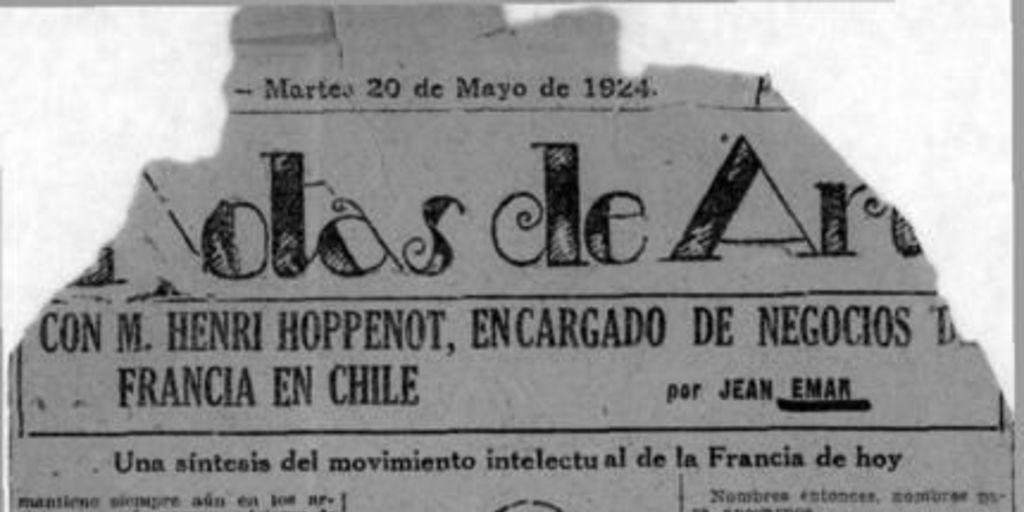 – Martes 20 de Mayo de 1924.
Notas de Arte
CON M. HENRI HOPPENOT, ENCARGADO DE NEGOCIOS D
FRANCIA EN CHILE
por JEAN EMAR
Una síntesis del movimiento intelectual de la Francia de hoy
mantiene siempre aún en los ar-
Nombres entonces, nombres